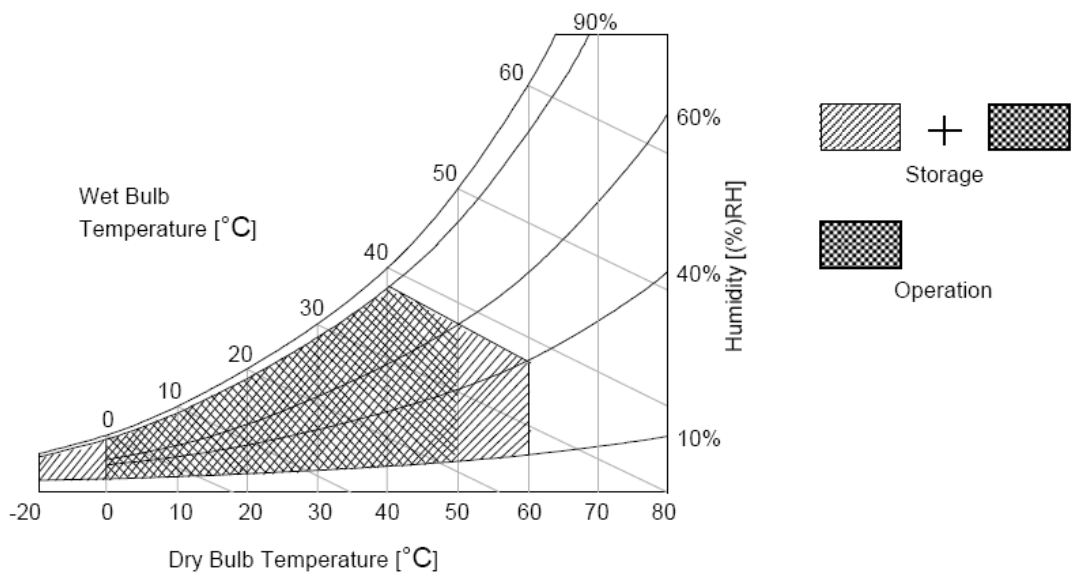 90%
60
60%
50
Wet Bulb
Temperature [°C]
Storage
40
40%
30
Operation
20
10
0
10%
Humidity [(%)RH]
-20 0 10 20 30 40 50 60 70 80
Dry Bulb Temperature [°C]